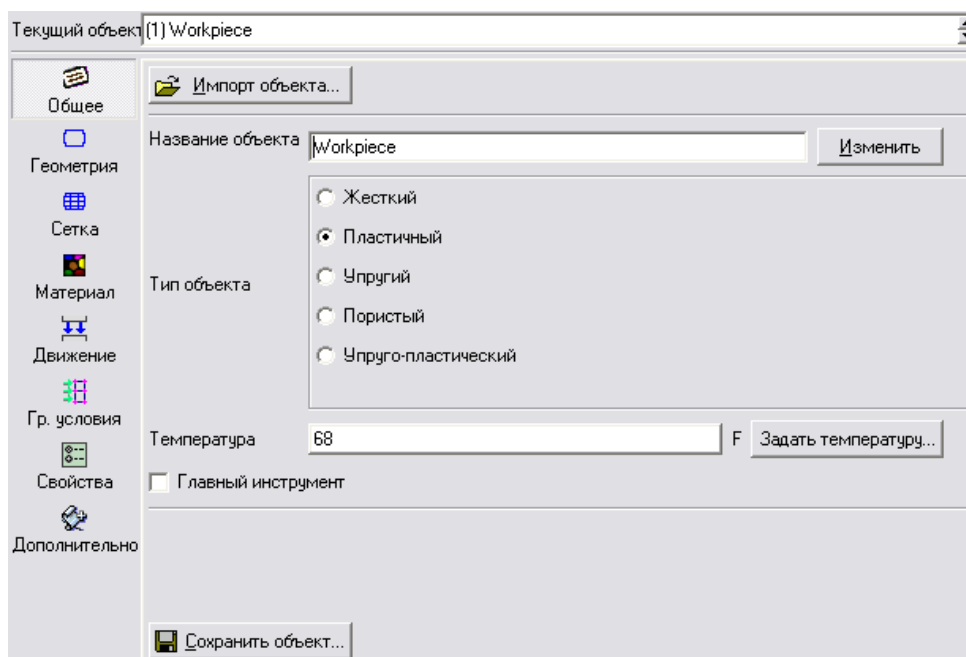 Текущий объект (1) Workpiece
Общее
Геометрия
Сетка
Материал
Движение
Гр. условия
Свойства
Дополнительно
Импорт объекта...
Название объекта Workpiece Изменить
Тип объекта
Жесткий
Пластичный
Упругий
Пористый
Упруго-пластический
Температура 68 F Задать температуру...
Главный инструмент
Сохранить объект...